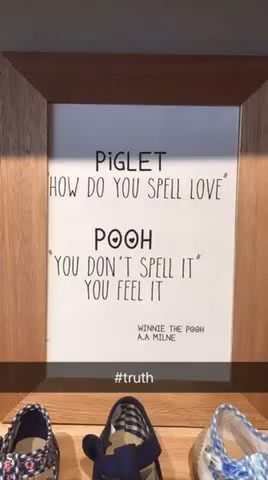 PiGLET
"HOW DO YOU SPELL LOVE"
POOH
"YOU DON'T SPELL IT"
YOU FEEL IT
WINNIE THE POOH
A.A MILNE
#truth